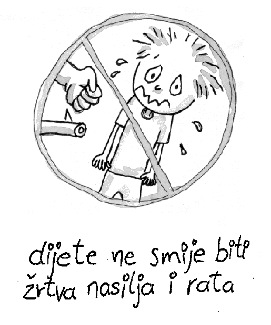 dijete ne smije biti
žrtva nasilja i rata